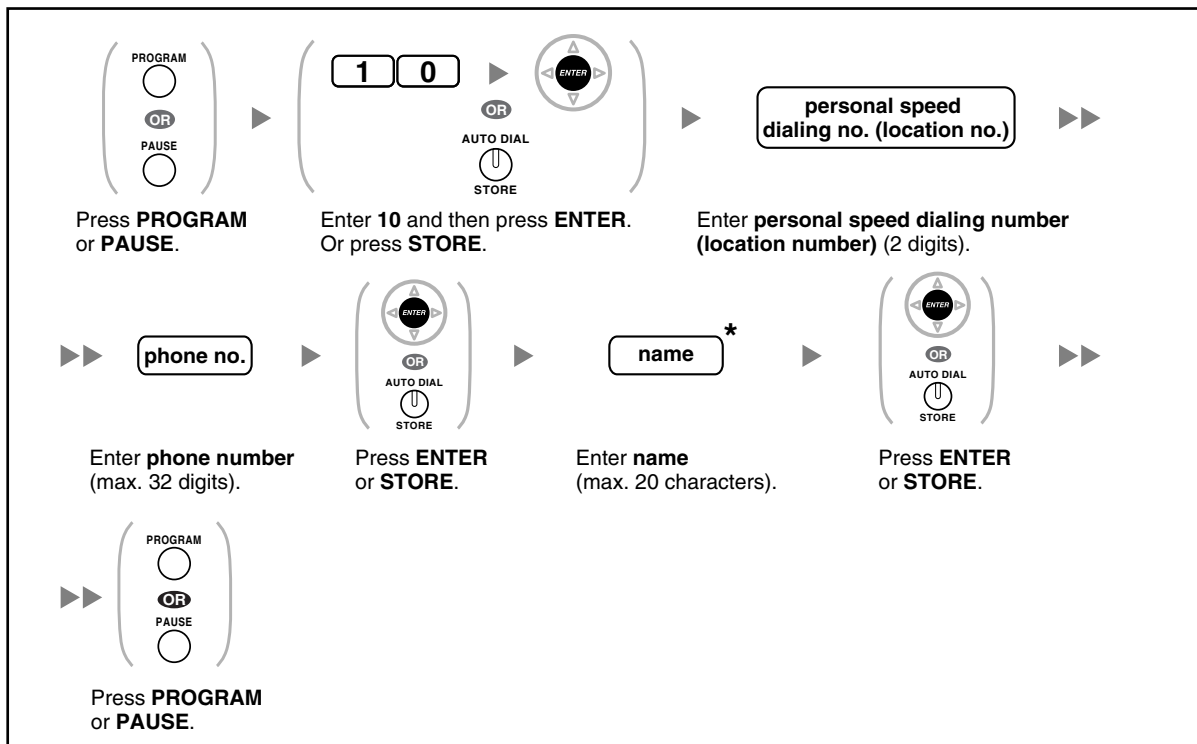 PROGRAM
OR
PAUSE
Press PROGRAM
or PAUSE.
1 0
ENTER
OR
AUTO DIAL
STORE
Enter 10 and then press ENTER.
Or press STORE.
personal speed
dialing no. (location no.)
Enter personal speed dialing number
(location number) (2 digits).
phone no.
Enter phone number
(max. 32 digits).
ENTER
OR
AUTO DIAL
STORE
Press ENTER
or STORE.
name *
Enter name
(max. 20 characters).
ENTER
OR
AUTO DIAL
STORE
Press ENTER
or STORE.
PROGRAM
OR
PAUSE
Press PROGRAM
or PAUSE.